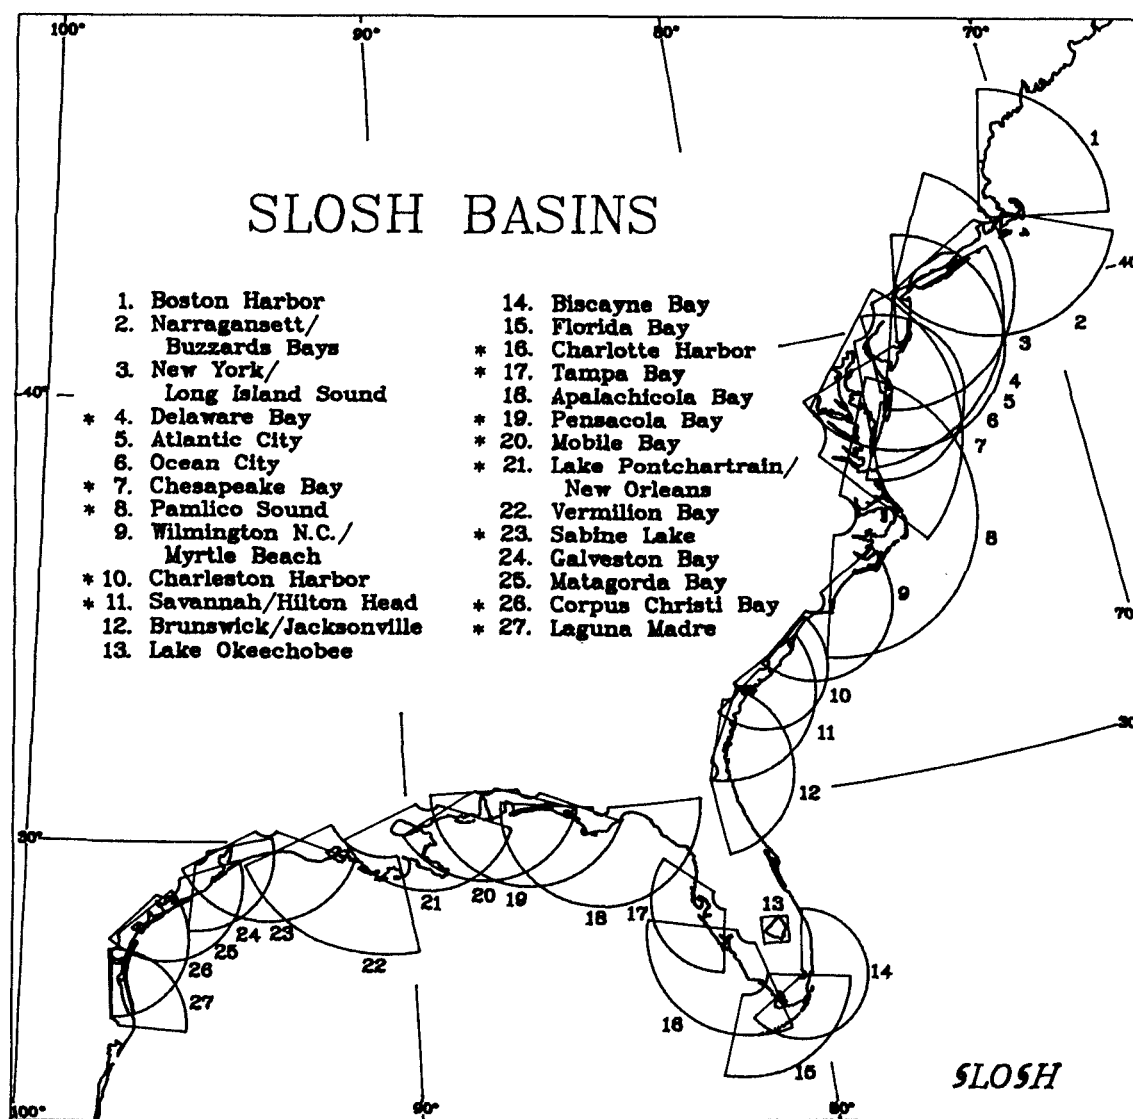 100°
90°
80°
70°
1
SLOSH BASINS
40
1. Boston Harbor
2. Narragansett/
Buzzards Bays
3. New York/
Long Island Sound
* 4. Delaware Bay
5. Atlantic City
6. Ocean City
* 7. Chesapeake Bay
* 8. Pamlico Sound
9. Wilmington N.C./
Myrtle Beach
* 10. Charleston Harbor
* 11. Savannah/Hilton Head
12. Brunswick/Jacksonville
13. Lake Okeechobee
14. Biscayne Bay
15. Florida Bay
* 16. Charlotte Harbor
* 17. Tampa Bay
18. Apalachicola Bay
* 19. Pensacola Bay
* 20. Mobile Bay
* 21. Lake Pontchartrain/
New Orleans
22. Vermilion Bay
* 23. Sabine Lake
24. Galveston Bay
25. Matagorda Bay
* 26. Corpus Christi Bay
* 27. Laguna Madre
2
3
40°
4
5
6
7
8
9
70
10
30
11
12
30°
21
20
19
18
17
13
24
23
25
22
26
27
14
16
15
SLOSH
100°
90°
80°